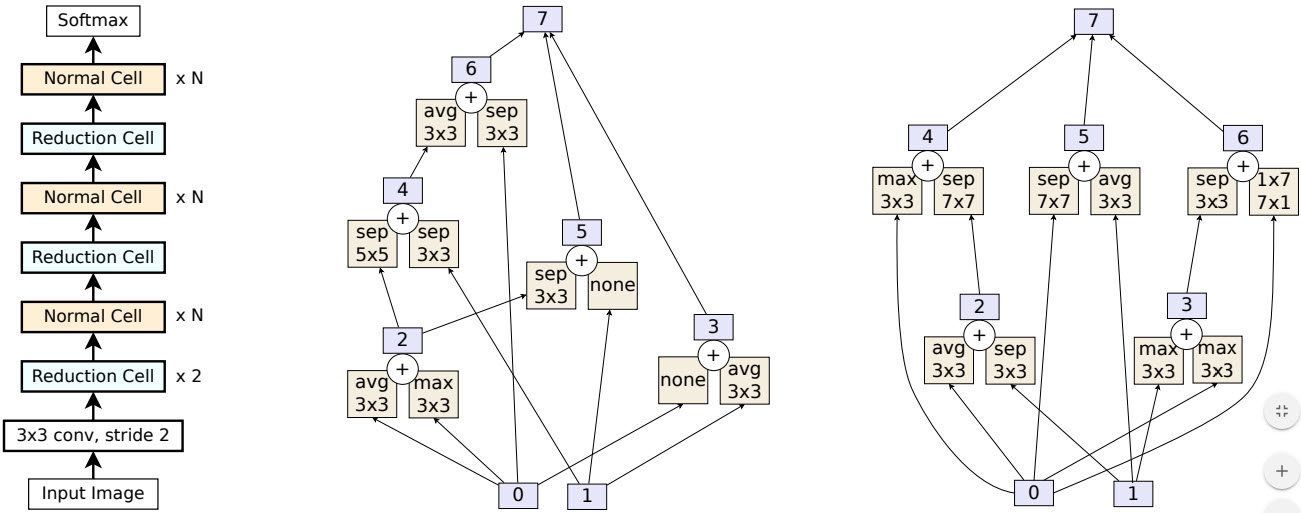 Softmax
Normal Cell x N
Reduction Cell
Normal Cell x N
Reduction Cell
Normal Cell x N
Reduction Cell x 2
3x3 conv, stride 2
Input Image
7
6
+
avg
3x3
sep
3x3
4
+
sep
5x5
sep
3x3
5
+
sep
3x3
none
2
+
avg
3x3
max
3x3
3
+
none
avg
3x3
0
1
7
4
+
max
3x3
sep
7x7
5
+
sep
7x7
avg
3x3
6
+
sep
3x3
1x7
7x1
2
+
avg
3x3
sep
3x3
3
+
max
3x3
max
3x3
0
1
+